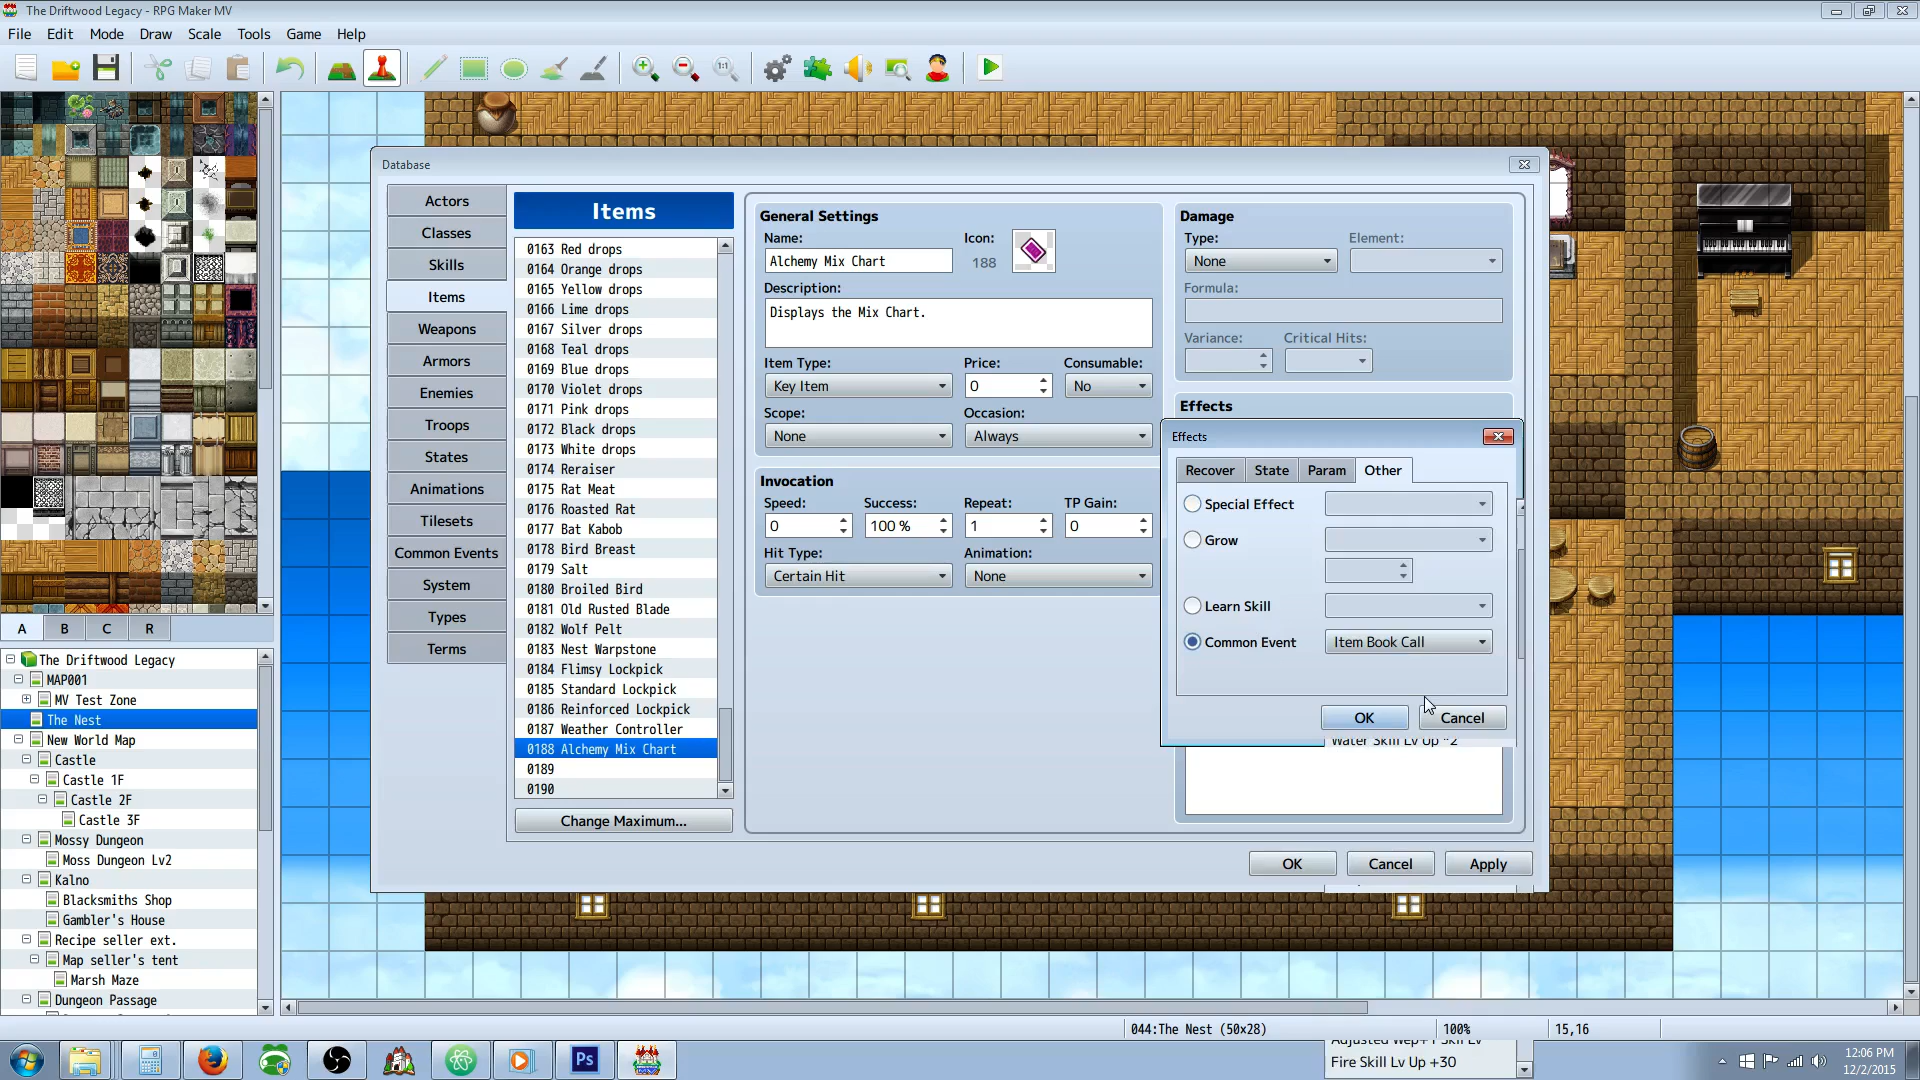 The Driftwood Legacy - RPG Maker MV
File Edit Mode Draw Scale Tools Game Help
1:1
Database
Actors
Classes
Skills
Items
Weapons
Armors
Enemies
Troops
States
Animations
Tilesets
Common Events
System
Types
Terms
Items
0163 Red drops
0164 Orange drops
0165 Yellow drops
0166 Lime drops
0167 Silver drops
0168 Teal drops
0169 Blue drops
0170 Violet drops
0171 Pink drops
0172 Black drops
0173 White drops
0174 Reraiser
0175 Rat Meat
0176 Roasted Rat
0177 Bat Kabob
0178 Bird Breast
0179 Salt
0180 Broiled Bird
0181 Old Rusted Blade
0182 Wolf Pelt
0183 Nest Warpstone
0184 Flimsy Lockpick
0185 Standard Lockpick
0186 Reinforced Lockpick
0187 Weather Controller
0188 Alchemy Mix Chart
0189
0190
Change Maximum...
General Settings
Name: Icon:
Alchemy Mix Chart 188
Description:
Displays the Mix Chart.
Item Type: Price: Consumable:
Key Item 0 No
Scope: Occasion:
None Always
Invocation
Speed: Success: Repeat: TP Gain:
0 100 % 1 0
Hit Type: Animation:
Certain Hit None
Damage
Type: Element:
None
Formula:
Variance: Critical Hits:
Effects
Effects
Recover State Param Other
Special Effect
Grow
Learn Skill
Common Event Item Book Call
OK Cancel
Water Skill Lv Up ^2
OK Cancel Apply
A B C R
The Driftwood Legacy
MAP001
MV Test Zone
The Nest
New World Map
Castle
Castle 1F
Castle 2F
Castle 3F
Mossy Dungeon
Moss Dungeon Lv2
Kalno
Blacksmiths Shop
Gambler's House
Recipe seller ext.
Map seller's tent
Marsh Maze
Dungeon Passage
044:The Nest (50x28) 100% 15,16
Fire Skill Lv Up +30
Ps
12:06 PM
12/2/2015